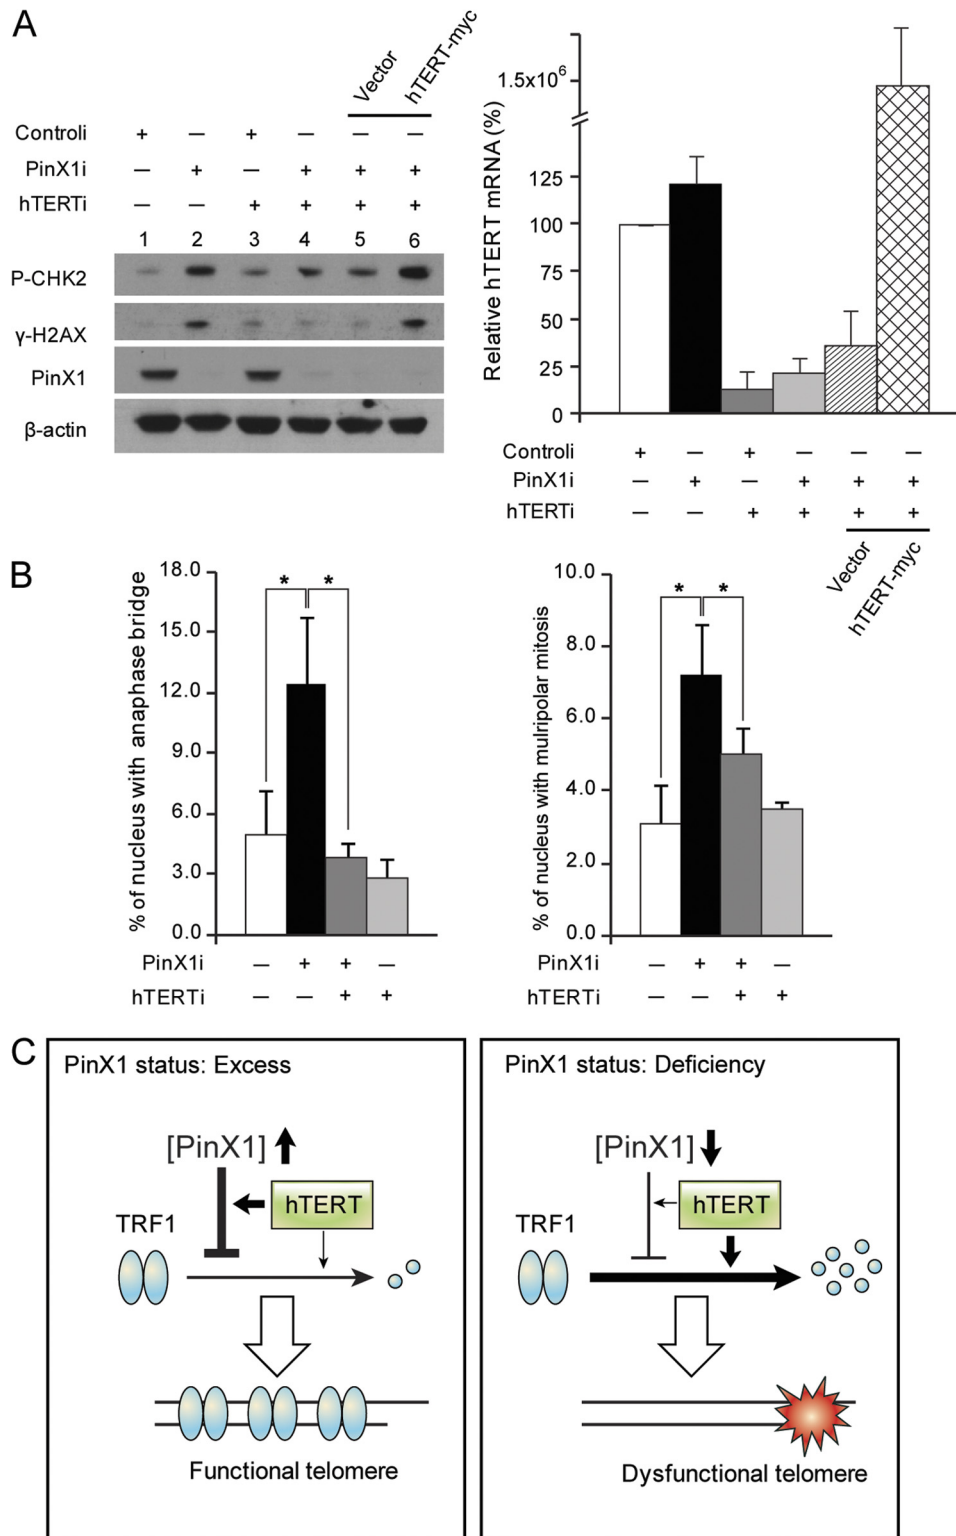 A
Vector
hTERT-myc
Controli + – + – – –
PinX1i – + – + + +
hTERTi – – + + + +
1 2 3 4 5 6
P-CHK2
γ-H2AX
PinX1
β-actin
Relative hTERT mRNA (%)
1.5x10⁶
125
100
75
50
25
0
Controli + – + – – –
PinX1i – + – + + +
hTERTi – – + + + +
Vector
hTERT-myc
B
% of nucleus with anaphase bridge
18.0
15.0
12.0
9.0
6.0
3.0
0.0
* *
PinX1i – + + –
hTERTi – – + +
% of nucleus with mulripolar mitosis
10.0
8.0
6.0
4.0
2.0
0.0
* *
PinX1i – + + –
hTERTi – – + +
C
PinX1 status: Excess
[PinX1]
hTERT
TRF1
Functional telomere
PinX1 status: Deficiency
[PinX1]
hTERT
TRF1
Dysfunctional telomere